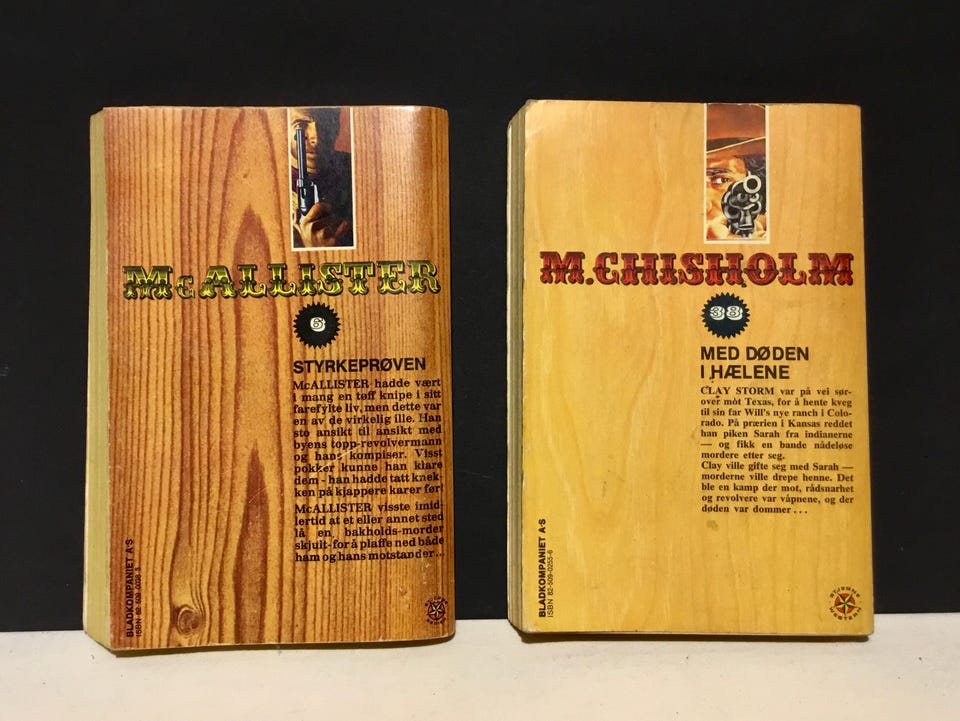 McALLISTER
6
STYRKEPRØVEN
McALLISTER hadde vært
i mang en tøff knipe i sitt
farefylte liv, men dette var
en av de virkelig ille. Han
sto ansikt til ansikt med
byens topp-revolvermann
og hans kompiser. Visst
pokker kunne han klare
dem - han hadde tatt knek-
ken på kjappere karer før!
McALLISTER visste imid-
lertid at et eller annet sted
lå en bakholds-morder
skjult - for å plaffe ned både
ham og hans motstander...
BLADKOMPANIET A·S
STJERNE
WESTERN
M. CHISHOLM
33
MED DØDEN
I HÆLENE
CLAY STORM var på vei sør-
over mòt Texas, for å hente kveg
til sin far Will's nye ranch i Colo-
rado. På prærien i Kansas reddet
han piken Sarah fra indianerne
— og fikk en bande nådeløse
mordere etter seg.
Clay ville gifte seg med Sarah —
morderne ville drepe henne. Det
ble en kamp der mot, rådsnarhet
og revolvere var våpnene, og der
døden var dommer . . .
BLADKOMPANIET A·S
ISBN 82-509-0255-6
STJERNE
WESTERN